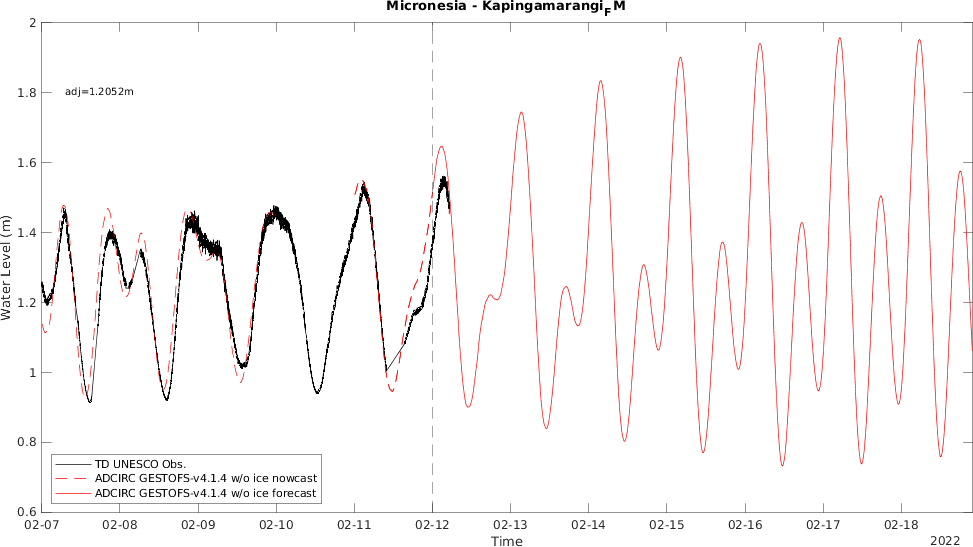 Micronesia - KapingamarangiFM
2
1.8
1.6
1.4
1.2
1
0.8
0.6
Water Level (m)
adj=1.2052m
TD UNESCO Obs.
ADCIRC GESTOFS-v4.1.4 w/o ice nowcast
ADCIRC GESTOFS-v4.1.4 w/o ice forecast
02-07 02-08 02-09 02-10 02-11 02-12 02-13 02-14 02-15 02-16 02-17 02-18
Time
2022